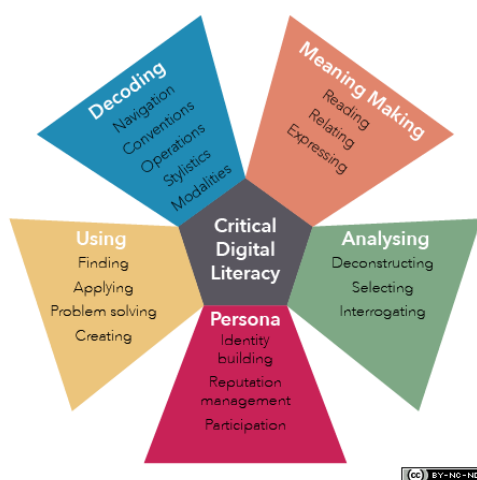 Decoding
Navigation
Conventions
Operations
Stylistics
Modalities
Meaning Making
Reading
Relating
Expressing
Critical
Digital
Literacy
Using
Finding
Applying
Problem solving
Creating
Analysing
Deconstructing
Selecting
Interrogating
Persona
Identity
building
Reputation
management
Participation
cc BY-NC-ND